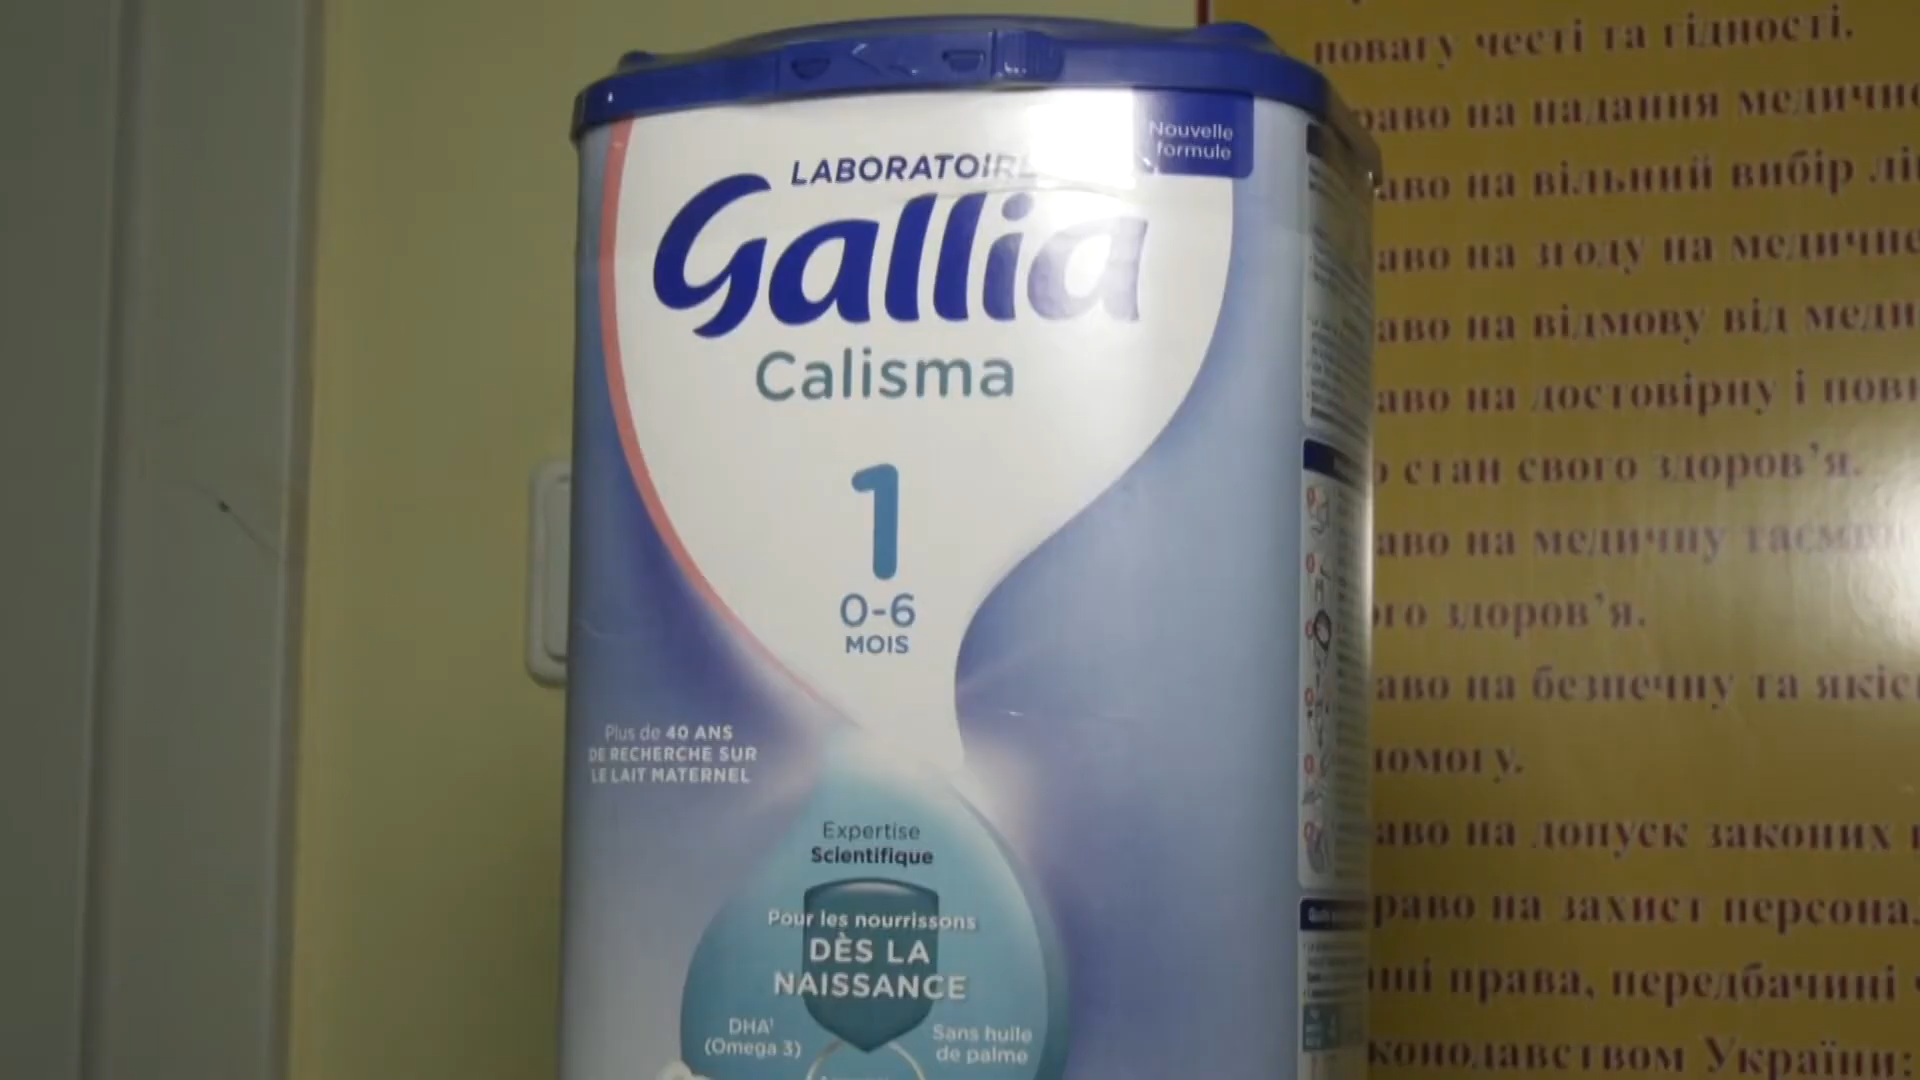 Nouvelle
formule
LABORATOIRE
Gallia
Calisma
1
0-6
MOIS
Plus de 40 ANS
DE RECHERCHE SUR
LE LAIT MATERNEL
Expertise
Scientifique
Pour les nourrissons
DÈS LA
NAISSANCE
DHA¹
(Omega 3)
Sans huile
de palme
повагу честі та гідності.
раво на надання медично
аво на вільний вибір лі
аво на згоду на медичне
аво на відмову від меди
аво на достовірну і пов
о стан свого здоров'я.
аво на медичну таємн
ого здоров'я.
аво на безпечну та якіс
помогу.
аво на допуск законних
раво на захист персона
нші права, передбачині
конодавством України: